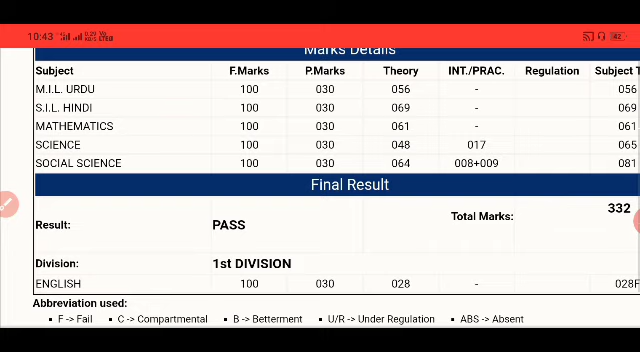 10:43 82
Marks Details
Subject F.Marks P.Marks Theory INT./PRAC. Regulation Subject T
M.I.L. URDU 100 030 056 - 056
S.I.L. HINDI 100 030 069 - 069
MATHEMATICS 100 030 061 - 061
SCIENCE 100 030 048 017 065
SOCIAL SCIENCE 100 030 064 008+009 081
Final Result
Result: PASS Total Marks: 332
Division: 1st DIVISION
ENGLISH 100 030 028 - 028F
Abbreviation used:
▪ F -> Fail ▪ C -> Compartmental ▪ B -> Betterment ▪ U/R -> Under Regulation ▪ ABS -> Absent